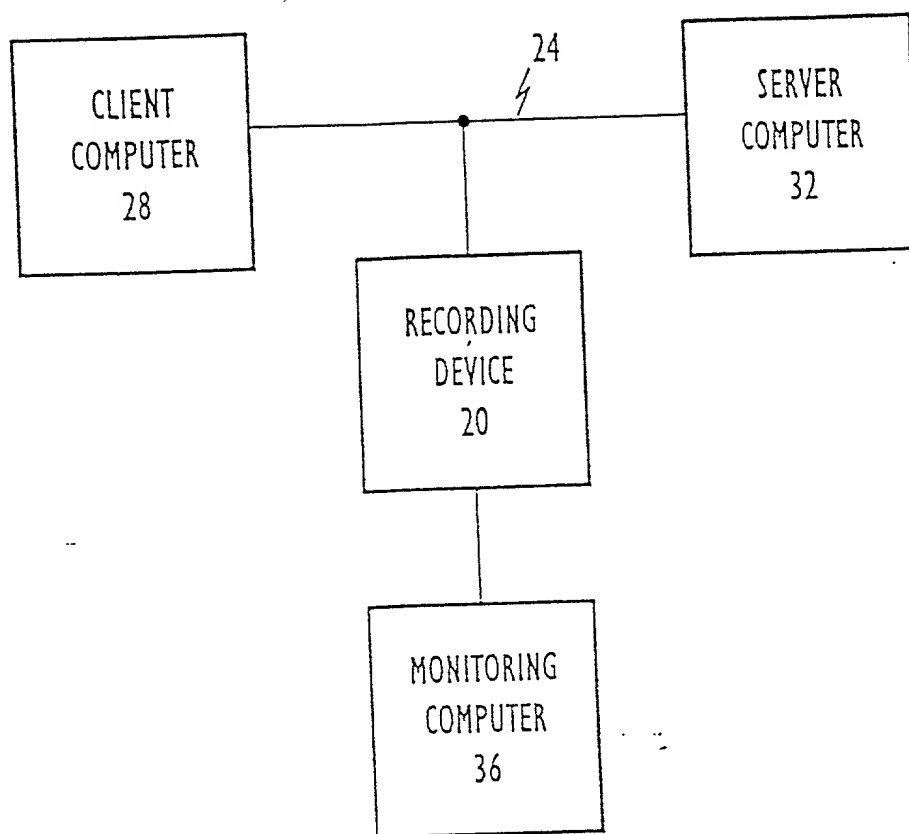 CLIENT
COMPUTER
28
24
SERVER
COMPUTER
32
RECORDING
DEVICE
20
MONITORING
COMPUTER
36